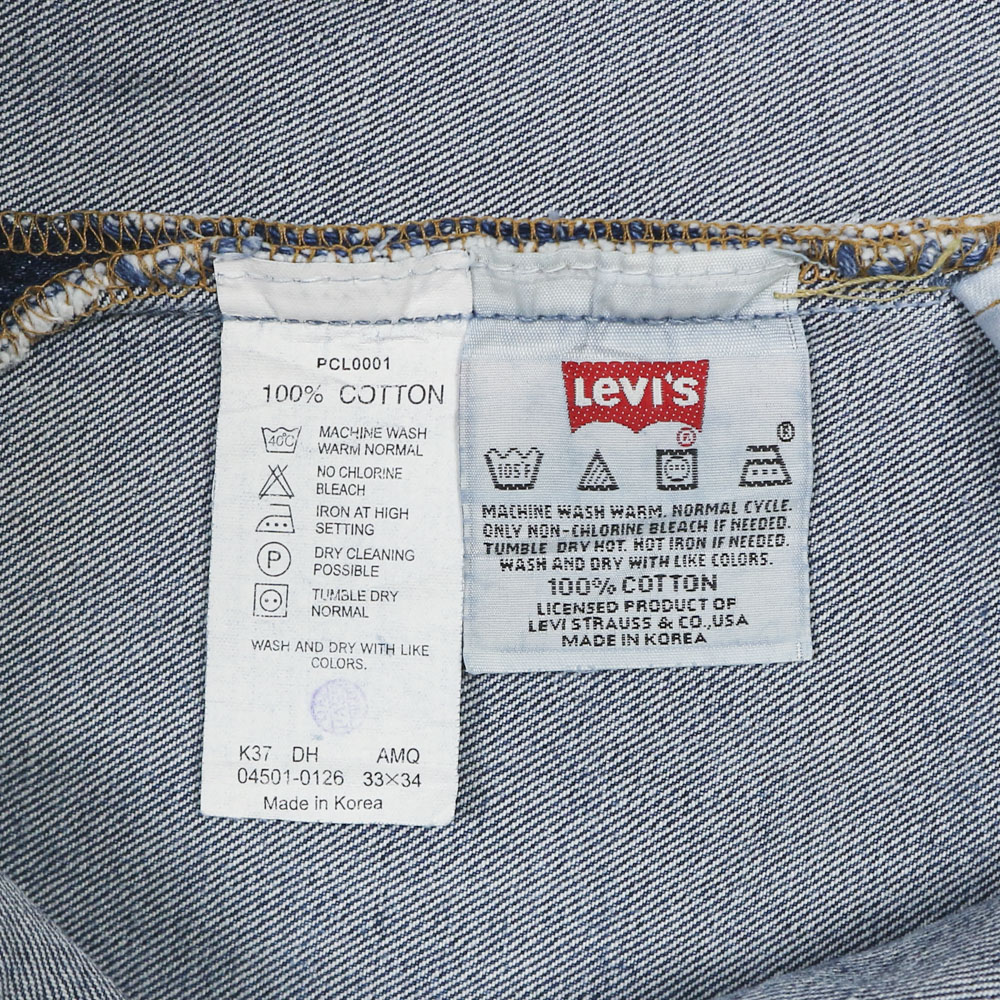 PCL0001
100% COTTON
40C
MACHINE WASH
WARM NORMAL
NO CHLORINE
BLEACH
IRON AT HIGH
SETTING
P
DRY CLEANING
POSSIBLE
TUMBLE DRY
NORMAL
WASH AND DRY WITH LIKE
COLORS.
K37 DH AMQ
04501-0126 33×34
Made in Korea
LEVI'S
®
105°F
®
MACHINE WASH WARM. NORMAL CYCLE.
ONLY NON-CHLORINE BLEACH IF NEEDED.
TUMBLE DRY HOT. HOT IRON IF NEEDED.
WASH AND DRY WITH LIKE COLORS.
100% COTTON
LICENSED PRODUCT OF
LEVI STRAUSS & CO.,USA
MADE IN KOREA